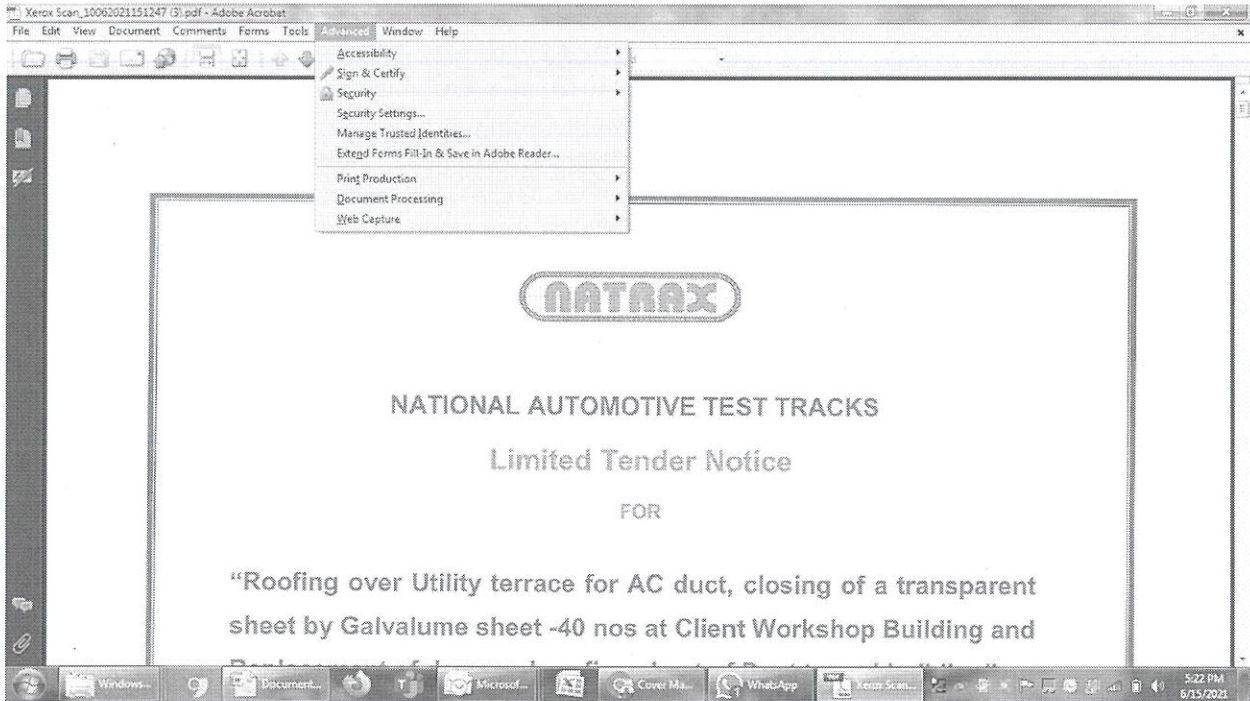 Xerox Scan_10062021151247 (3).pdf - Adobe Acrobat
File Edit View Document Comments Forms Tools Advanced Window Help
Accessibility
Sign & Certify
Security
Security Settings...
Manage Trusted Identities...
Extend Forms Fill-In & Save in Adobe Reader...
Print Production
Document Processing
Web Capture
NATRAX
NATIONAL AUTOMOTIVE TEST TRACKS
Limited Tender Notice
FOR
“Roofing over Utility terrace for AC duct, closing of a transparent
sheet by Galvalume sheet -40 nos at Client Workshop Building and
Windows... Document... Microsof... Cover Ma... WhatsApp Xerox Scan... 5:22 PM
6/15/2021